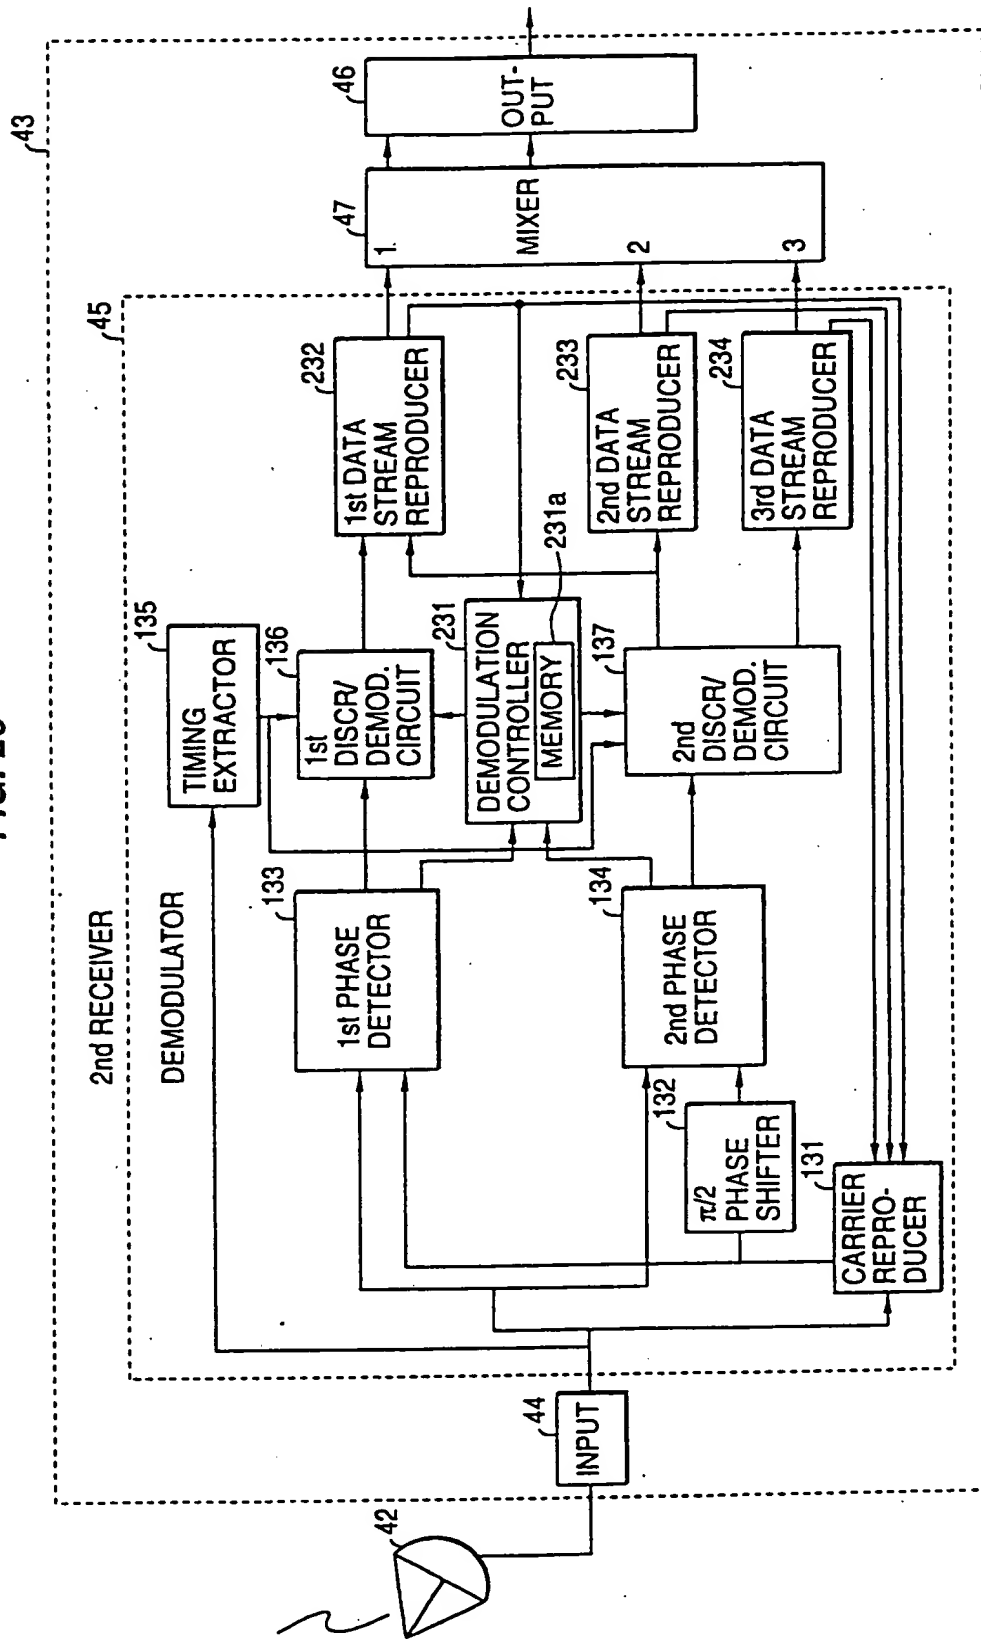 43
2nd RECEIVER
45
DEMODULATOR
42
44
INPUT
135
TIMING
EXTRACTOR
133
1st PHASE
DETECTOR
136
1st
DISCR/
DEMOD.
CIRCUIT
232
1st DATA
STREAM
REPRODUCER
231
DEMODULATION
CONTROLLER
MEMORY
231a
134
2nd PHASE
DETECTOR
137
2nd
DISCR/
DEMOD.
CIRCUIT
233
2nd DATA
STREAM
REPRODUCER
234
3rd DATA
STREAM
REPRODUCER
132
π/2
PHASE
SHIFTER
131
CARRIER
REPRO-
DUCER
47
1
MIXER
2
3
46
OUT-
PUT